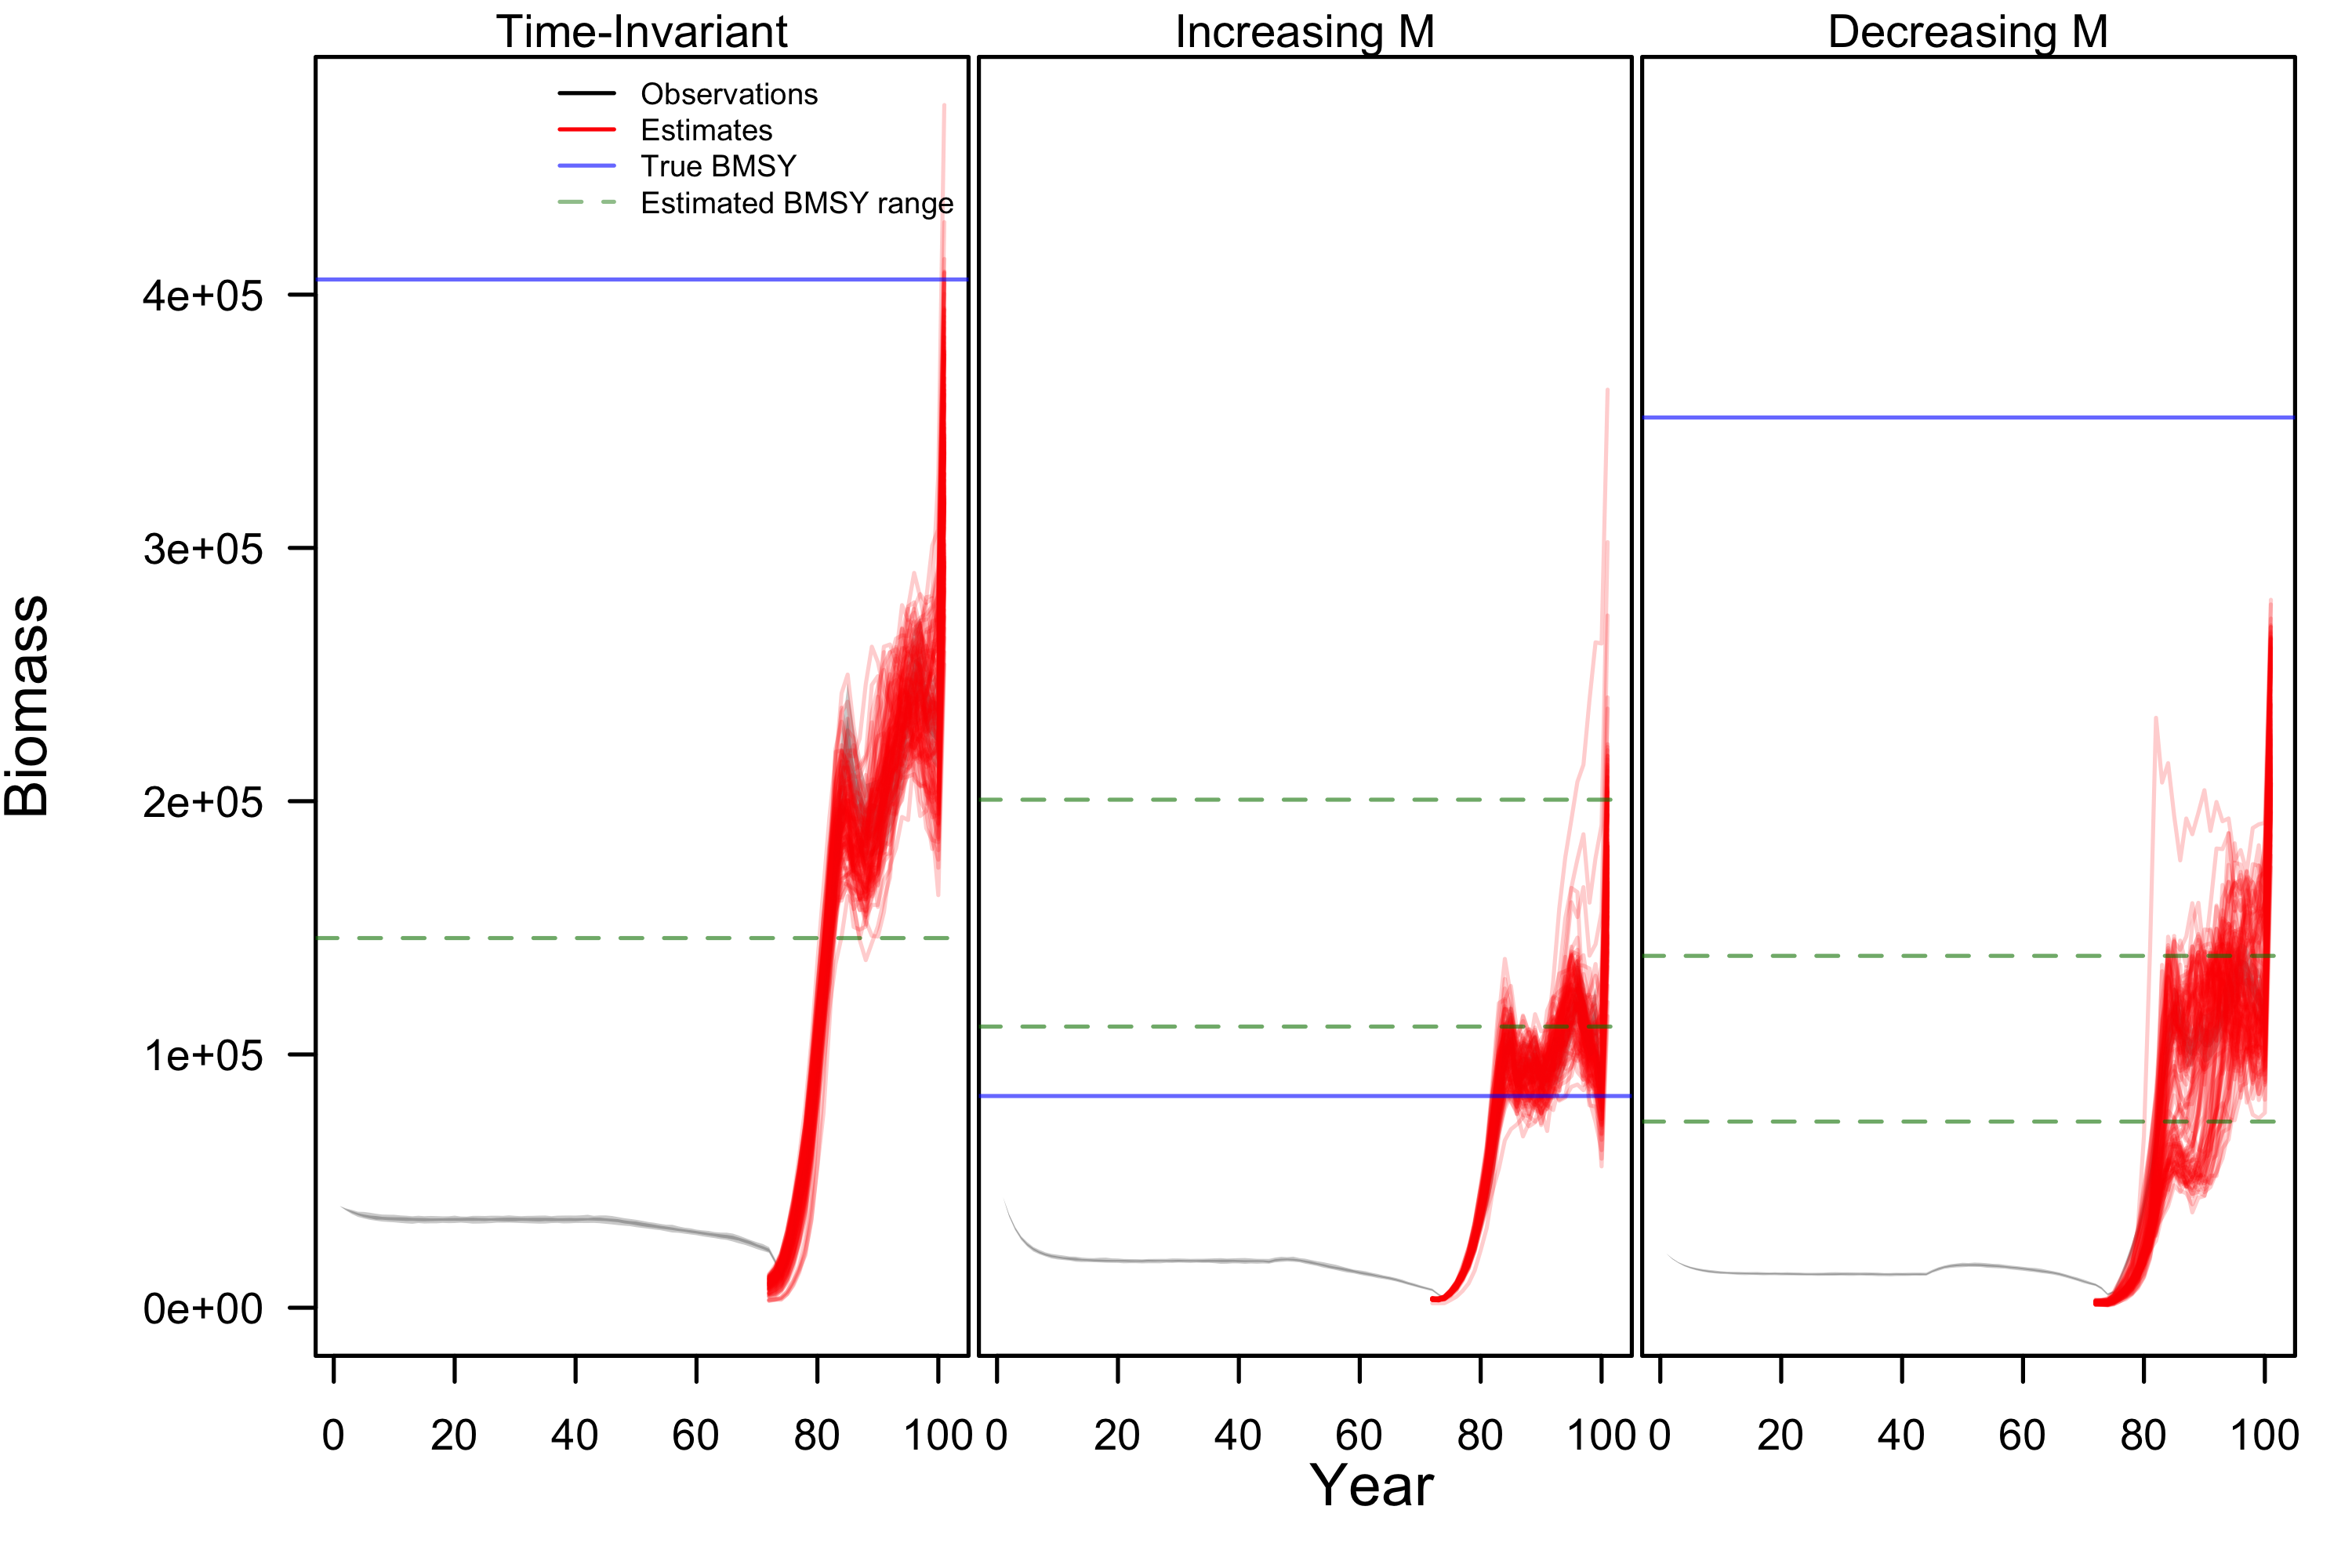 Time-Invariant
Increasing M
Decreasing M
Observations
Estimates
True BMSY
Estimated BMSY range
Biomass
4e+05
3e+05
2e+05
1e+05
0e+00
0 20 40 60 80 100
0 20 40 60 80 100
0 20 40 60 80 100
Year